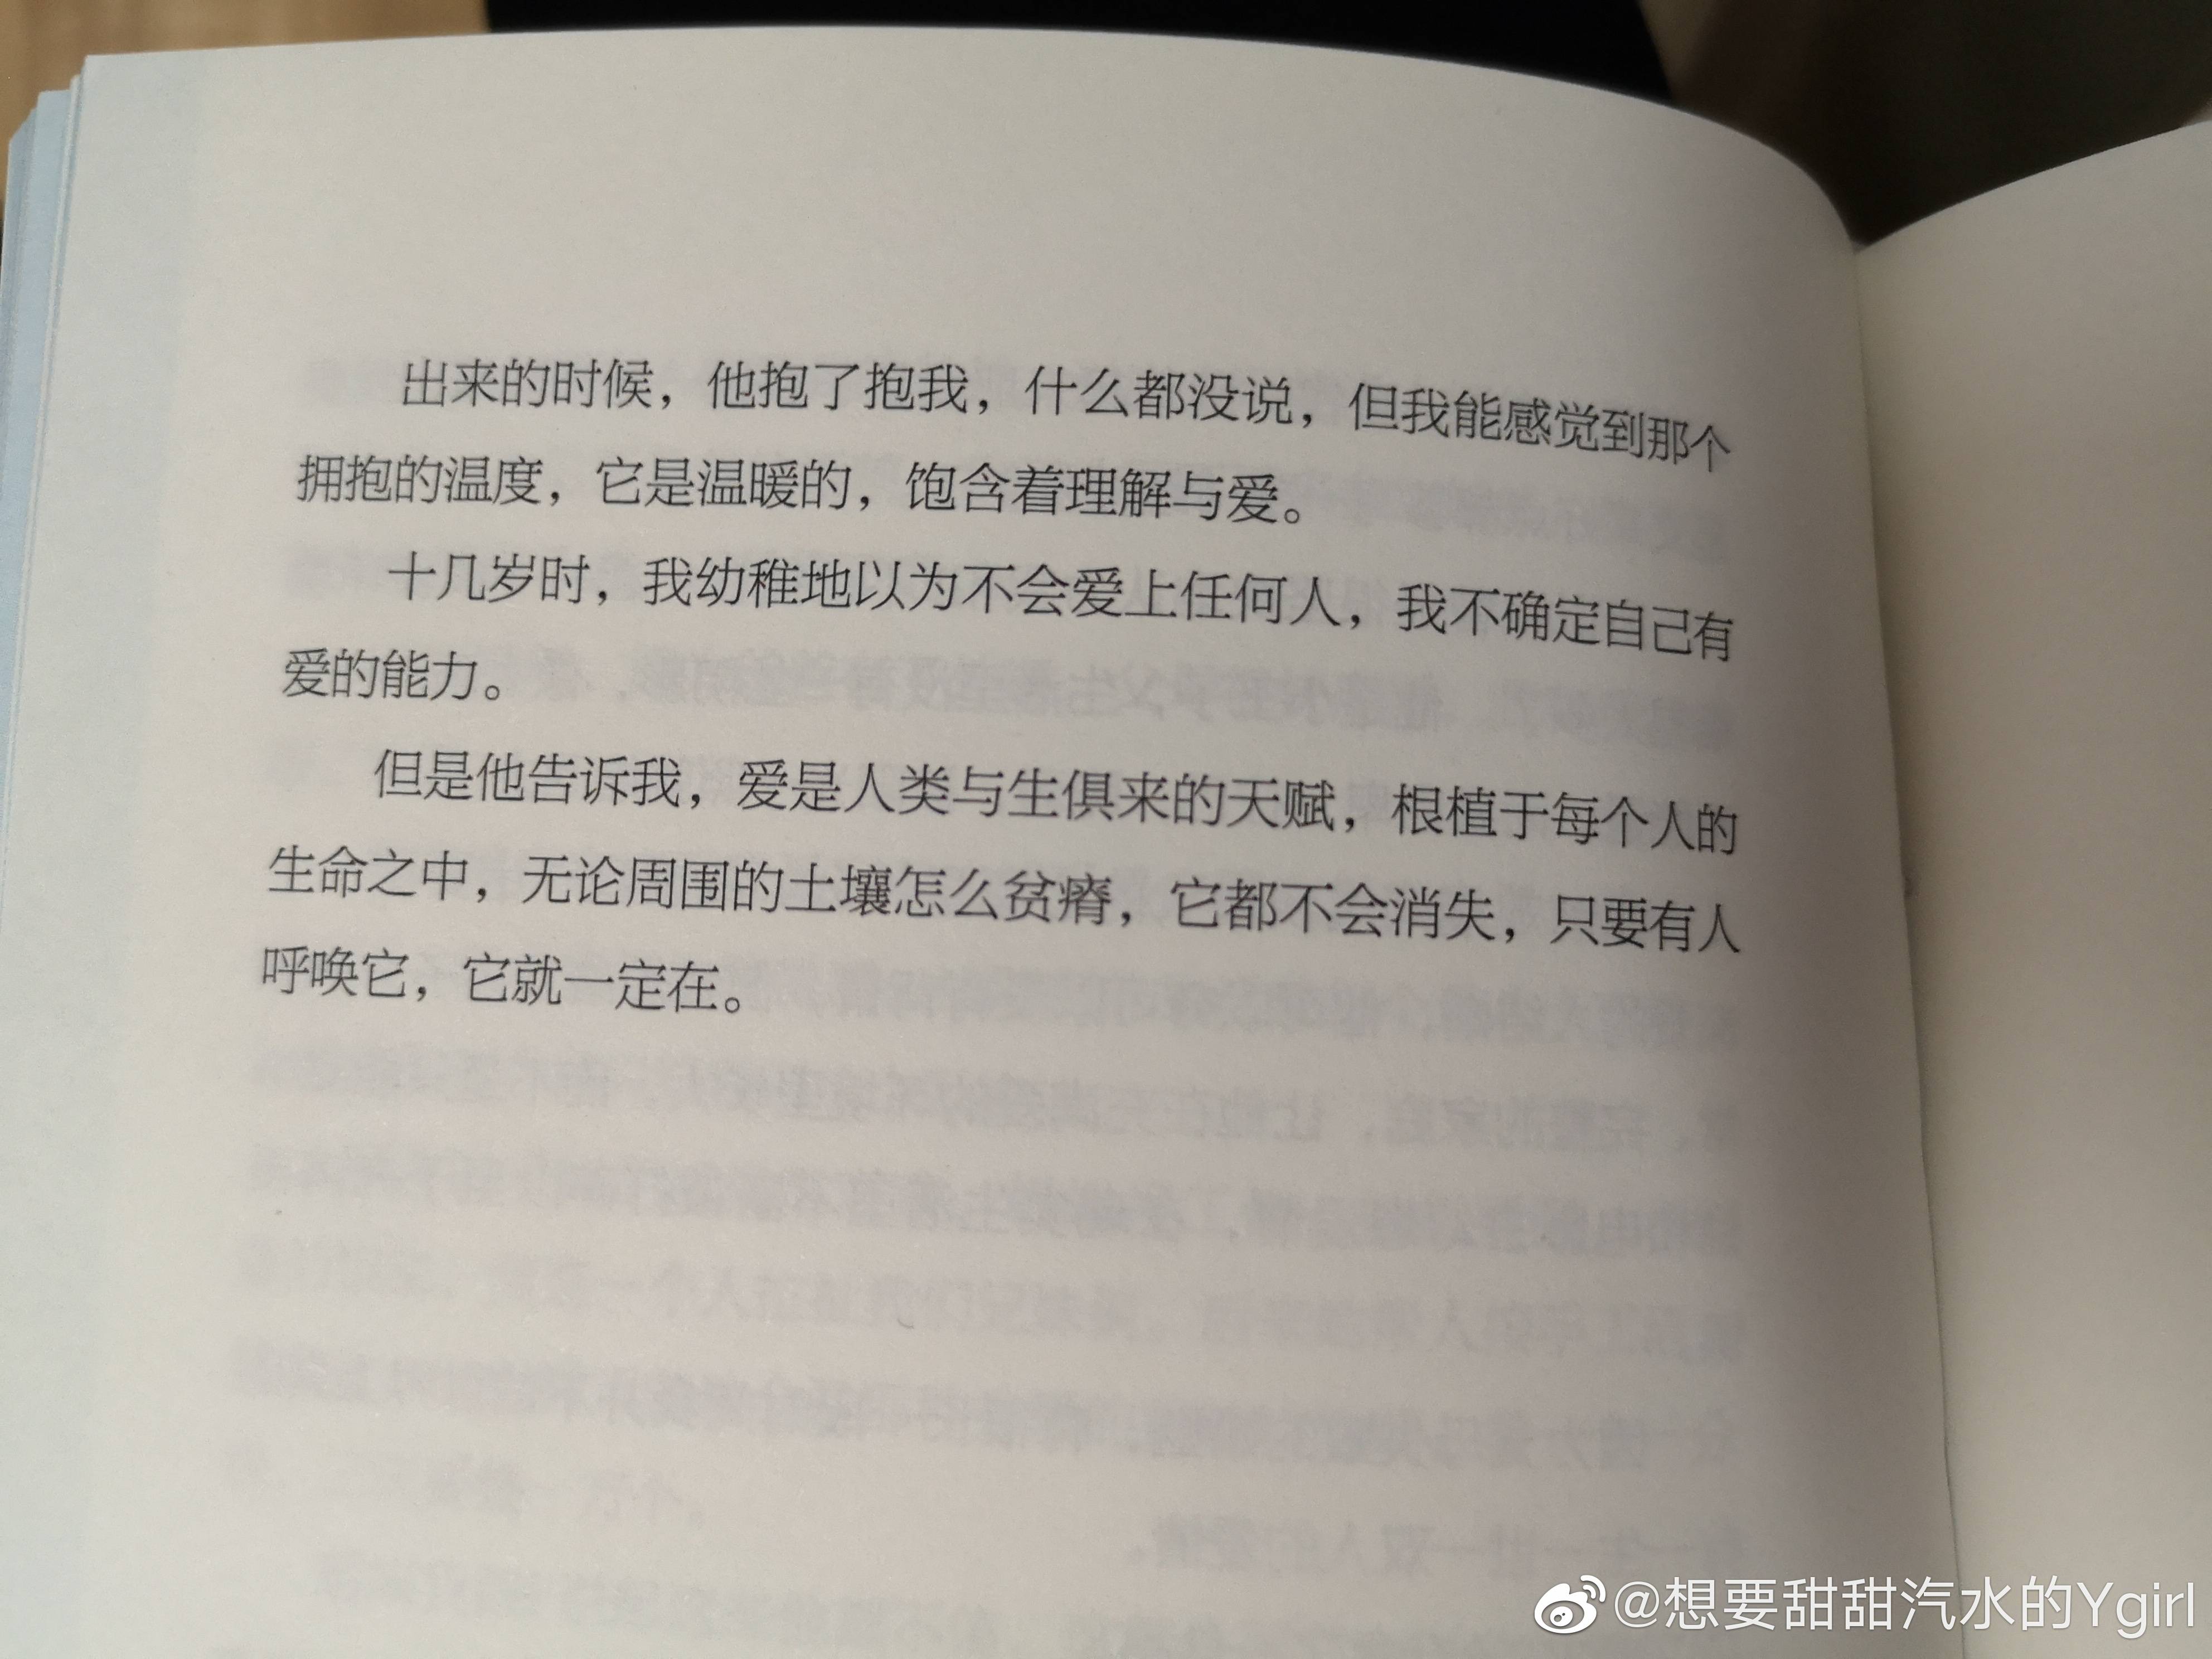 出来的时候，他抱了抱我，什么都没说，但我能感觉到那个
拥抱的温度，它是温暖的，饱含着理解与爱。
十几岁时，我幼稚地以为不会爱上任何人，我不确定自己有
爱的能力。
但是他告诉我，爱是人类与生俱来的天赋，根植于每个人的
生命之中，无论周围的土壤怎么贫瘠，它都不会消失，只要有人
呼唤它，它就一定在。
@想要甜甜汽水的Ygirl